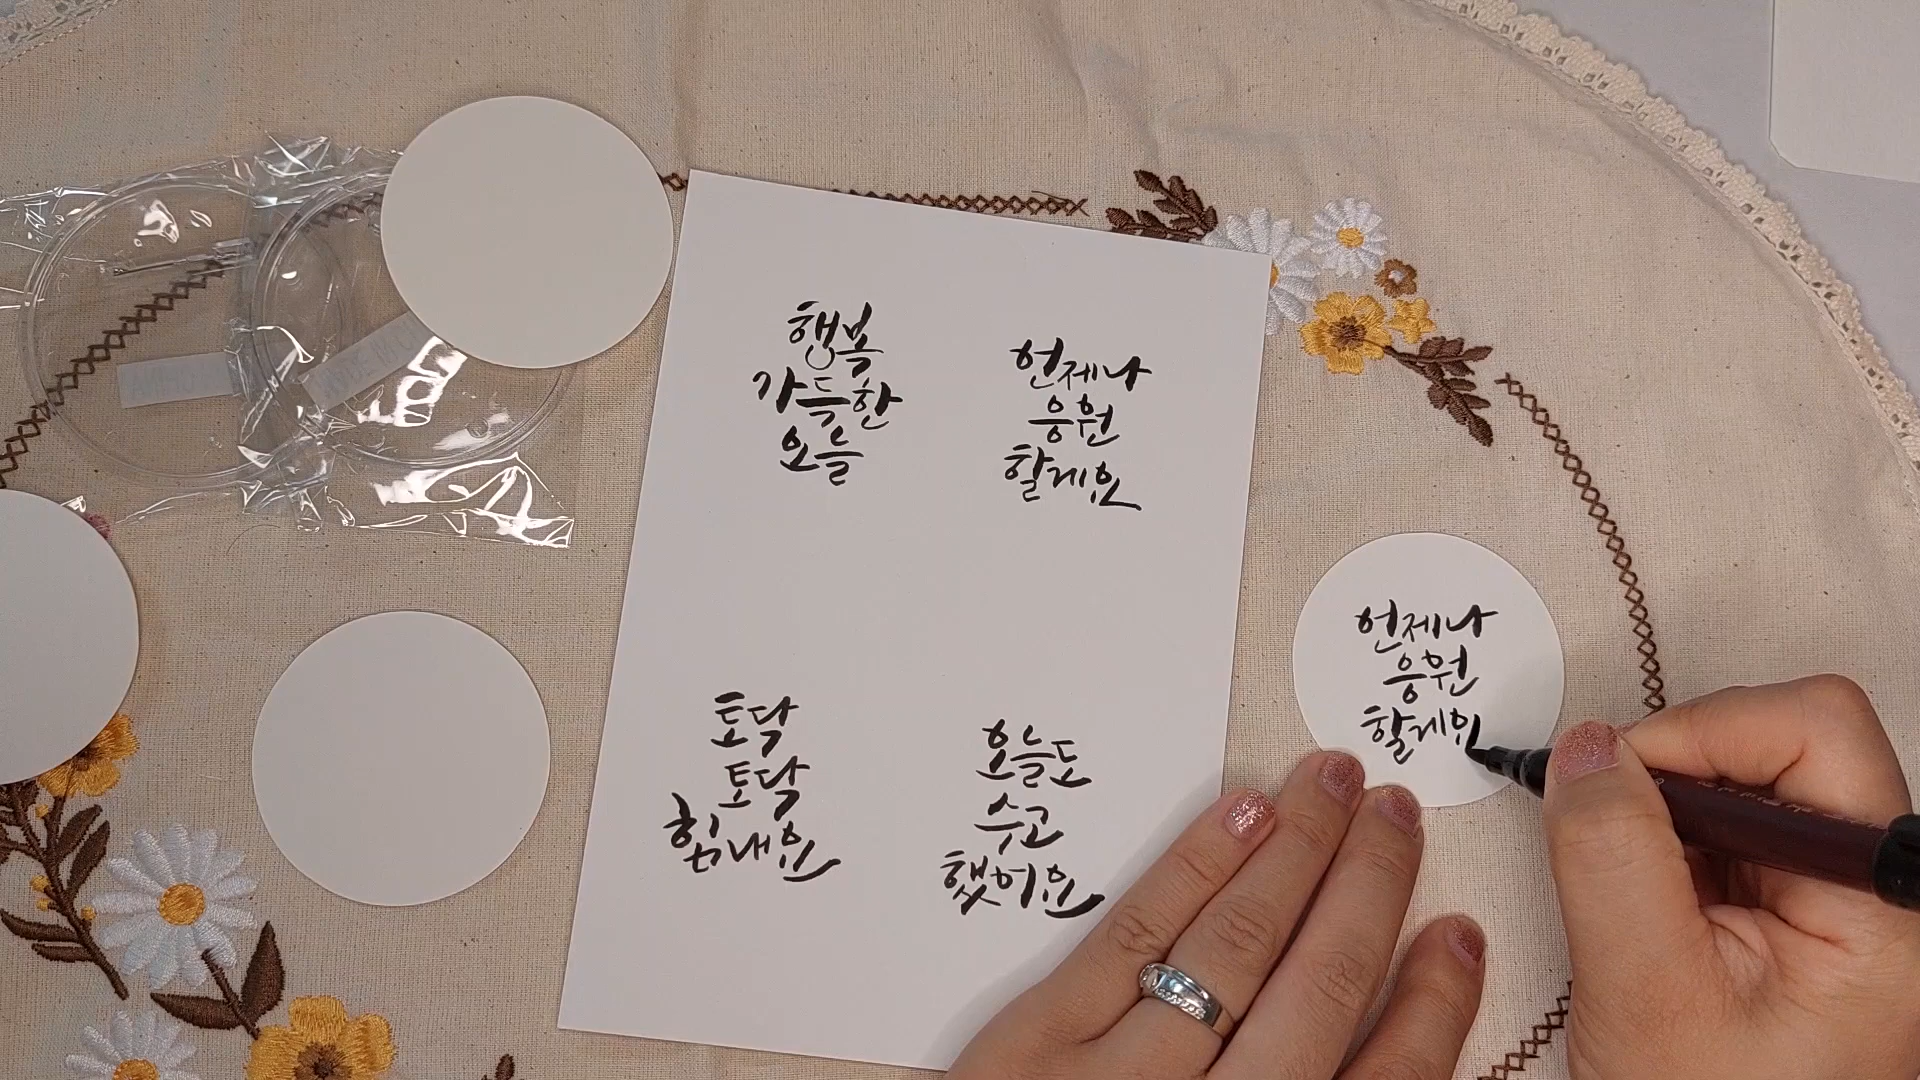 행복
가득한
오늘
언제나
응원
할게요
토닥
토닥
힘내요
오늘도
수고
했어요
언제나
응원
할게요